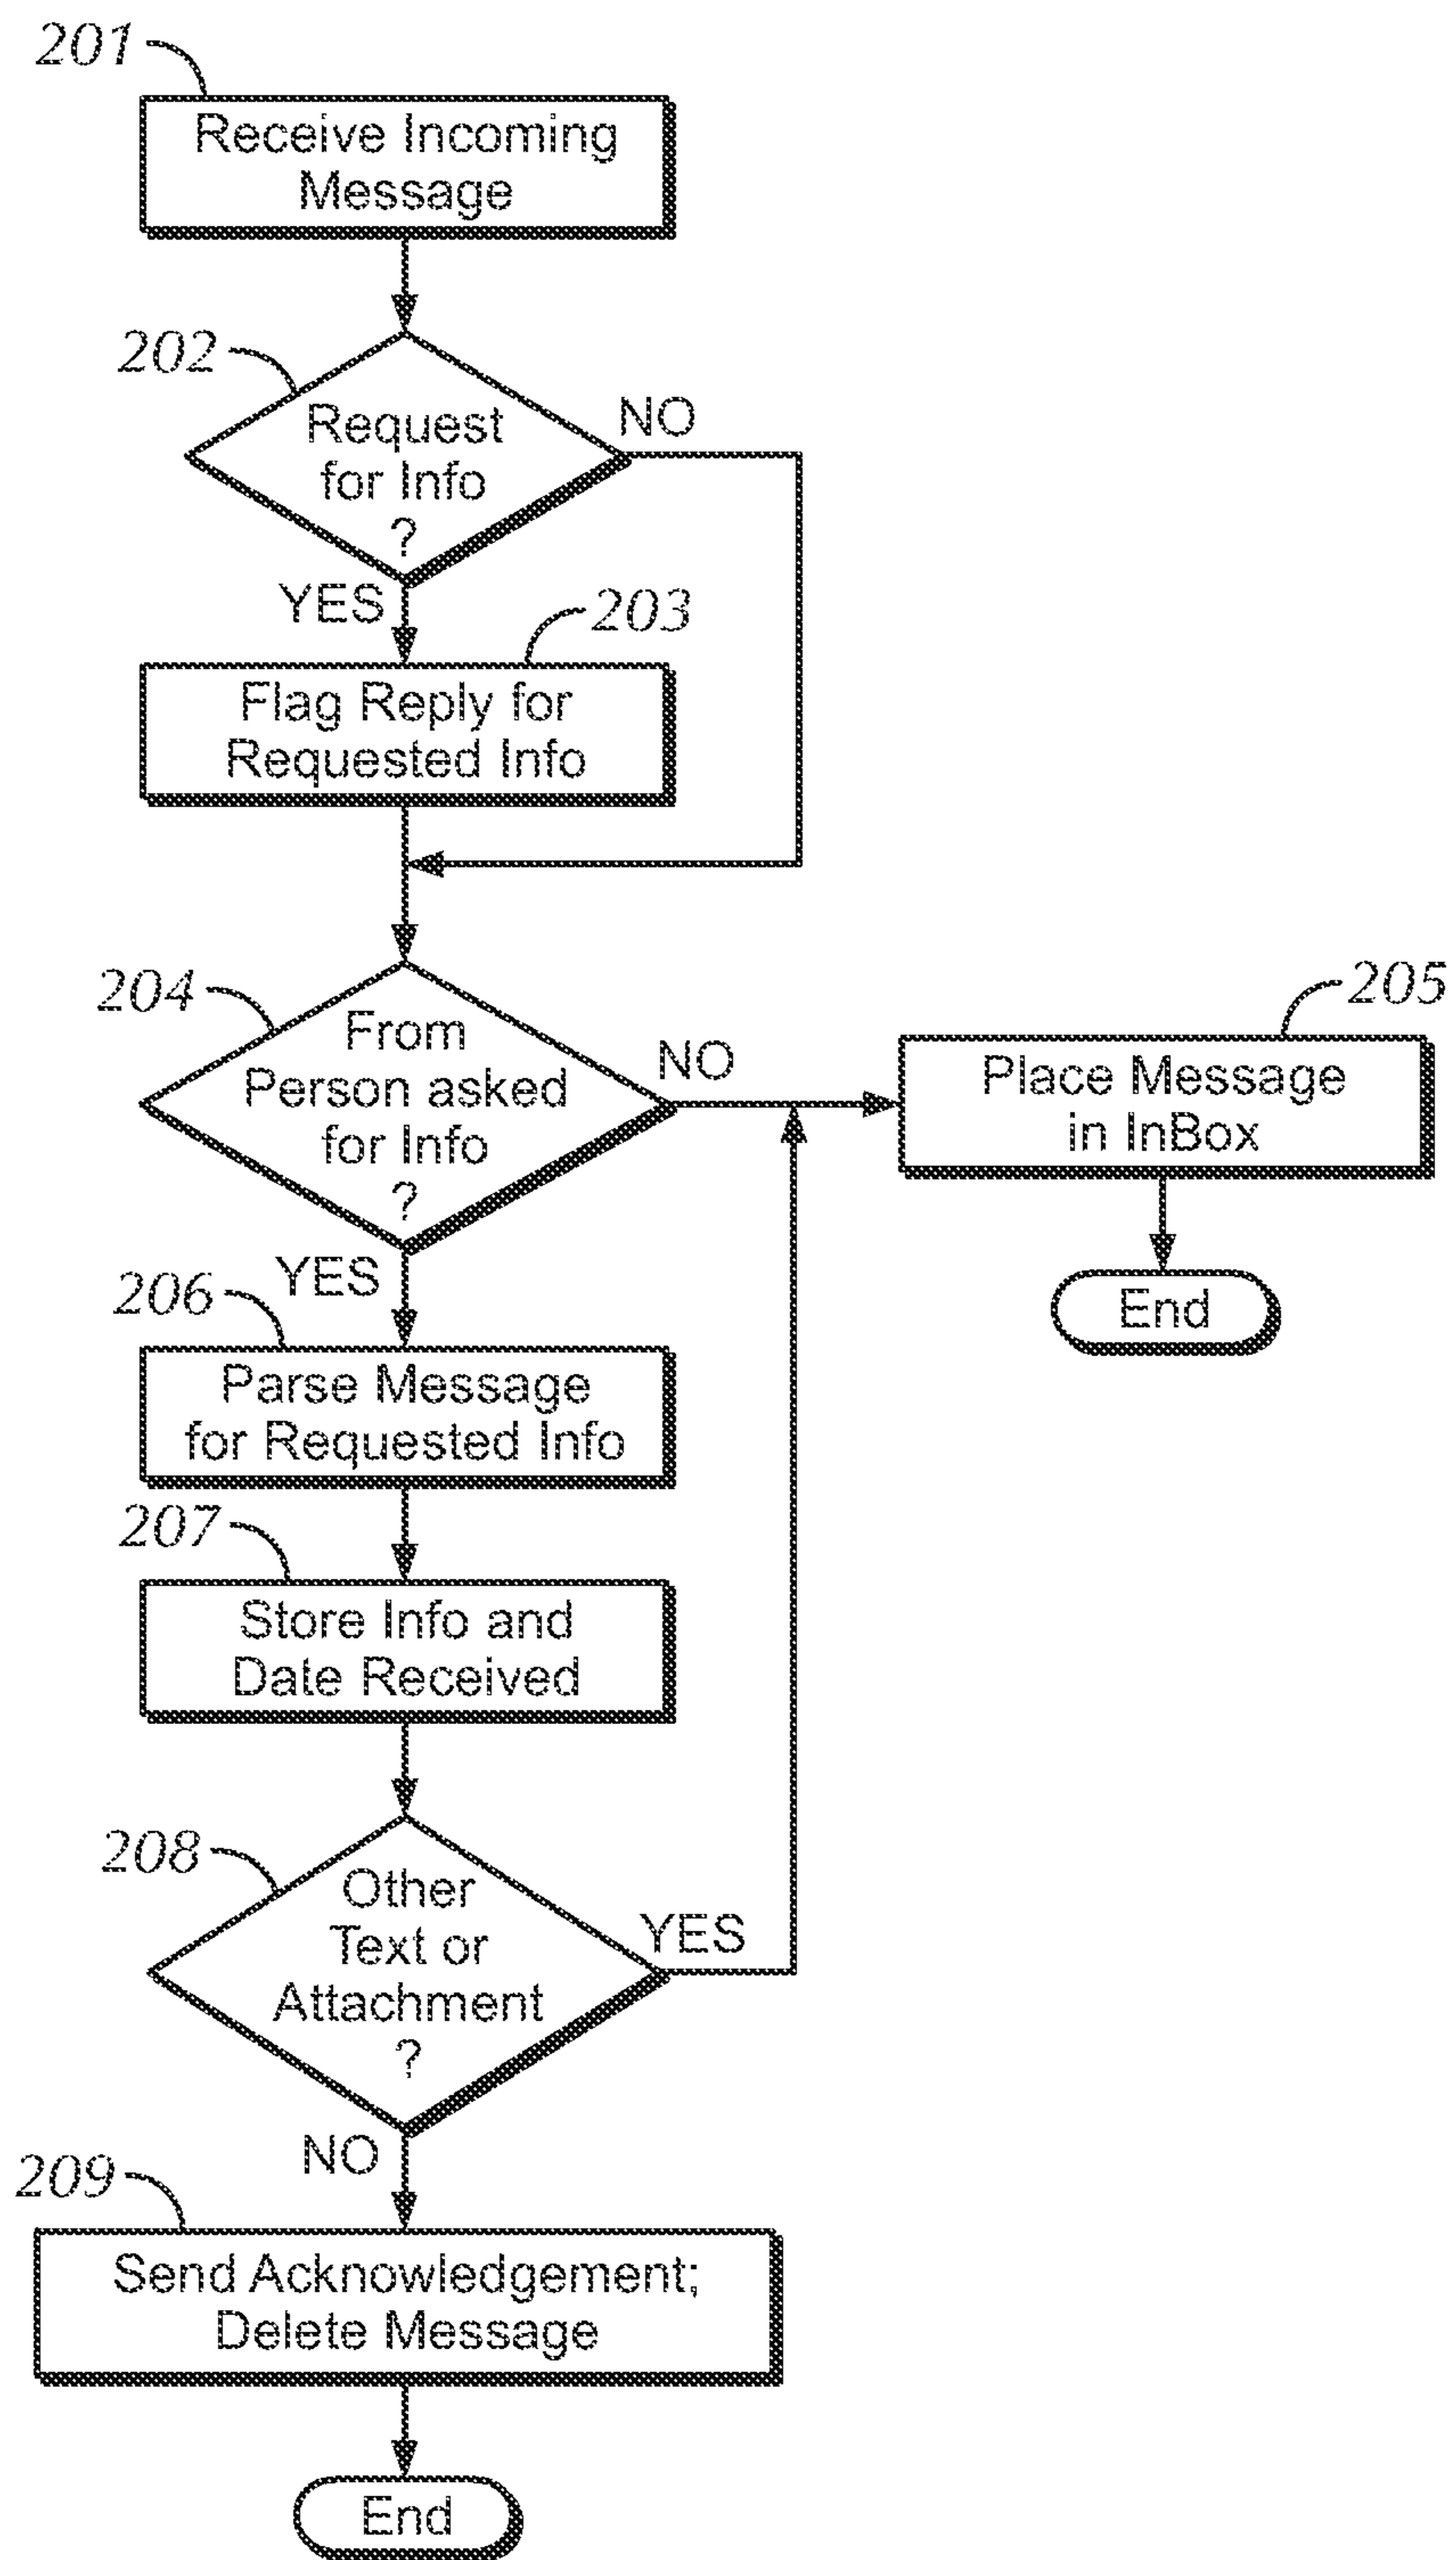 201
Receive Incoming
Message
202
Request
for Info
?
NO
YES
203
Flag Reply for
Requested Info
204
From
Person asked
for Info
?
NO
205
Place Message
in InBox
End
YES
206
Parse Message
for Requested Info
207
Store Info and
Date Received
208
Other
Text or
Attachment
?
YES
NO
209
Send Acknowledgement;
Delete Message
End